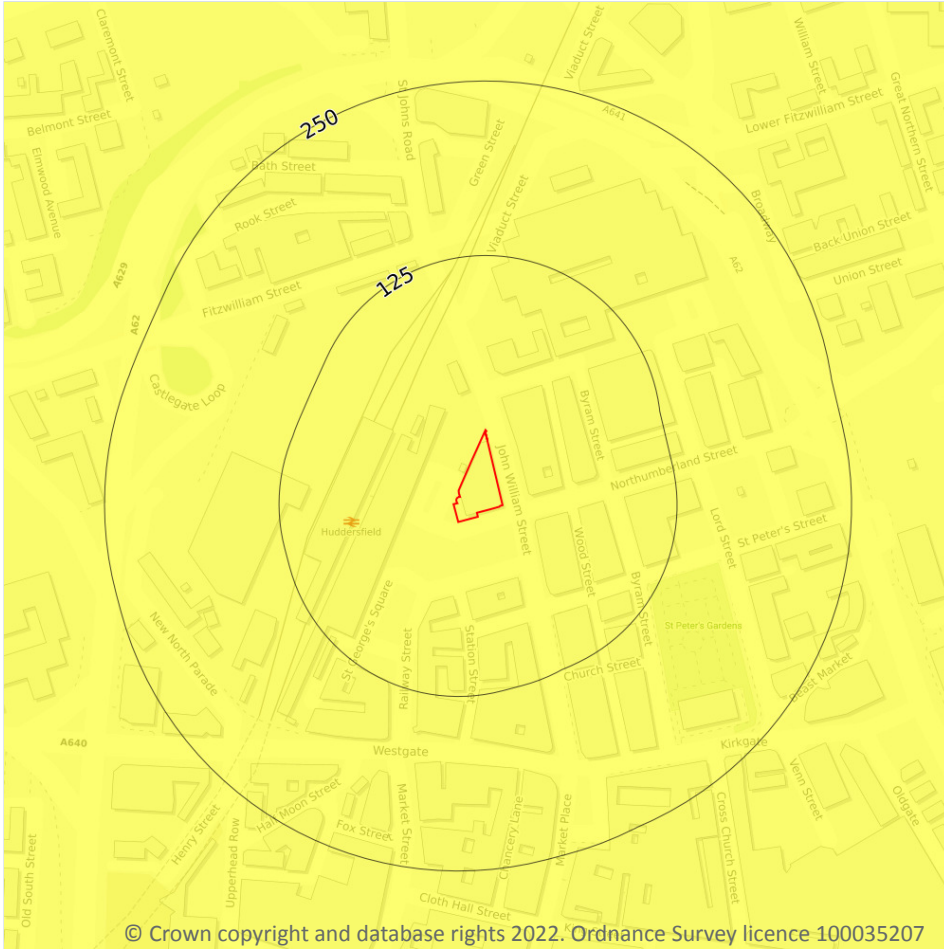 Claremont Street
Viaduct Street
William Street
Great Northern Street
St Johns Road
A641
Lower Fitzwilliam Street
Belmont Street
250
Green Street
Elmwood Avenue
Bath Street
Viaduct Street
Broadway
Rook Street
Back Union Street
A629
125
A62
Union Street
Fitzwilliam Street
A62
Castlegate Loop
Byram Street
John William Street
Northumberland Street
Huddersfield
Lord Street
St Peter's Street
Wood Street
Byram Street
St George's Square
New North Parade
Railway Street
Station Street
St Peter's Gardens
Church Street
Beast Market
A640
Westgate
Kirkgate
Venn Street
Oldgate
Half Moon Street
Market Street
Chancery Lane
Market Place
Cross Church Street
Henry Street
Fox Street
Upperhead Row
Old South Street
Cloth Hall Street
© Crown copyright and database rights 2022. Ordnance Survey licence 100035207